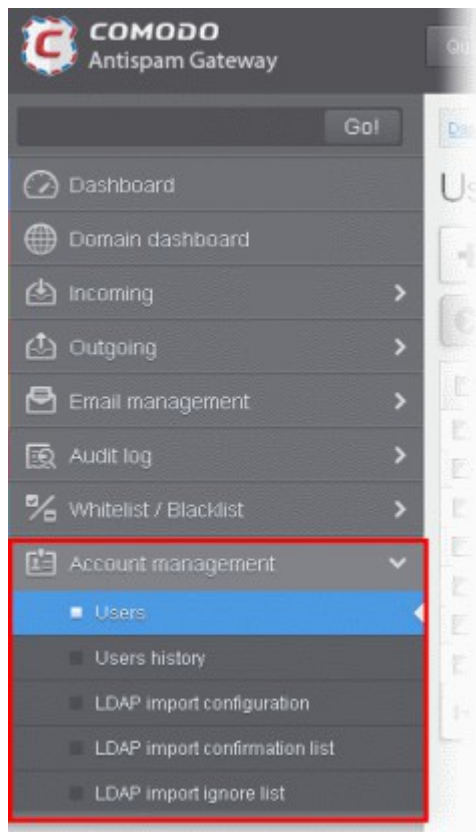 COMODO
Antispam Gateway
Go!
Dashboard
Domain dashboard
Incoming
Outgoing
Email management
Audit log
Whitelist / Blacklist
Account management
Users
Users history
LDAP import configuration
LDAP import confirmation list
LDAP import ignore list